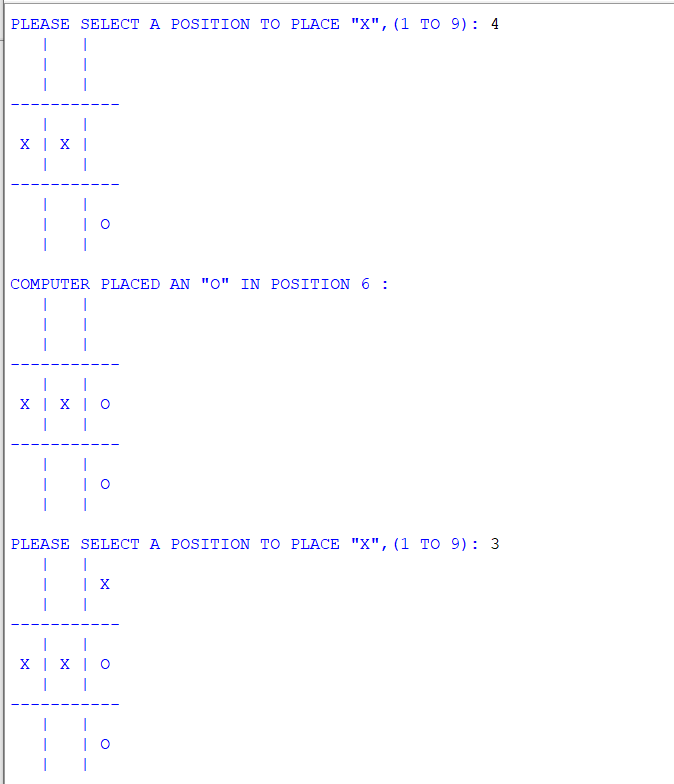 PLEASE SELECT A POSITION TO PLACE "X",(1 TO 9): 4
   |   |
   |   |
   |   |
-----------
   |   |
 X | X |
   |   |
-----------
   |   |
   |   | O
   |   |
COMPUTER PLACED AN "O" IN POSITION 6 :
   |   |
   |   |
   |   |
-----------
   |   |
 X | X | O
   |   |
-----------
   |   |
   |   | O
   |   |
PLEASE SELECT A POSITION TO PLACE "X",(1 TO 9): 3
   |   |
   |   | X
   |   |
-----------
   |   |
 X | X | O
   |   |
-----------
   |   |
   |   | O
   |   |